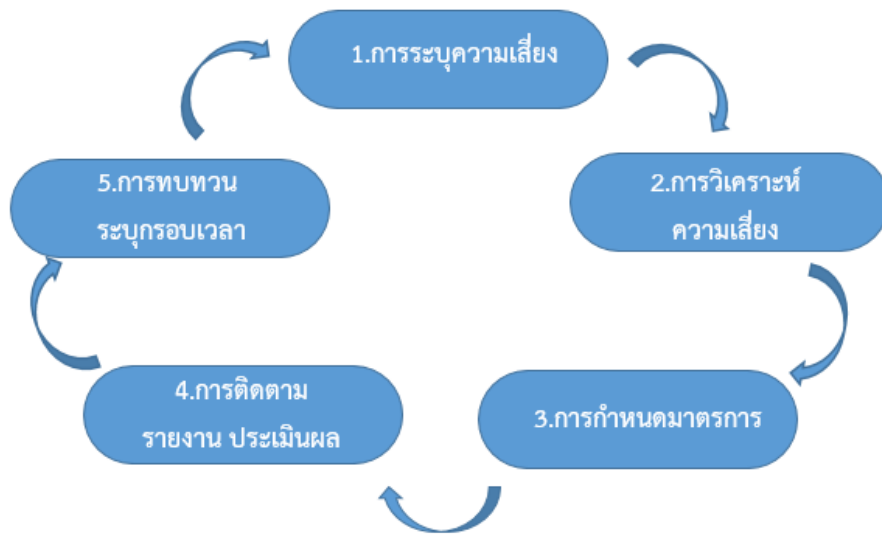 1.การระบุความเสี่ยง
2.การวิเคราะห์
ความเสี่ยง
3.การกำหนดมาตรการ
4.การติดตาม
รายงาน ประเมินผล
5.การทบทวน
ระบุกรอบเวลา